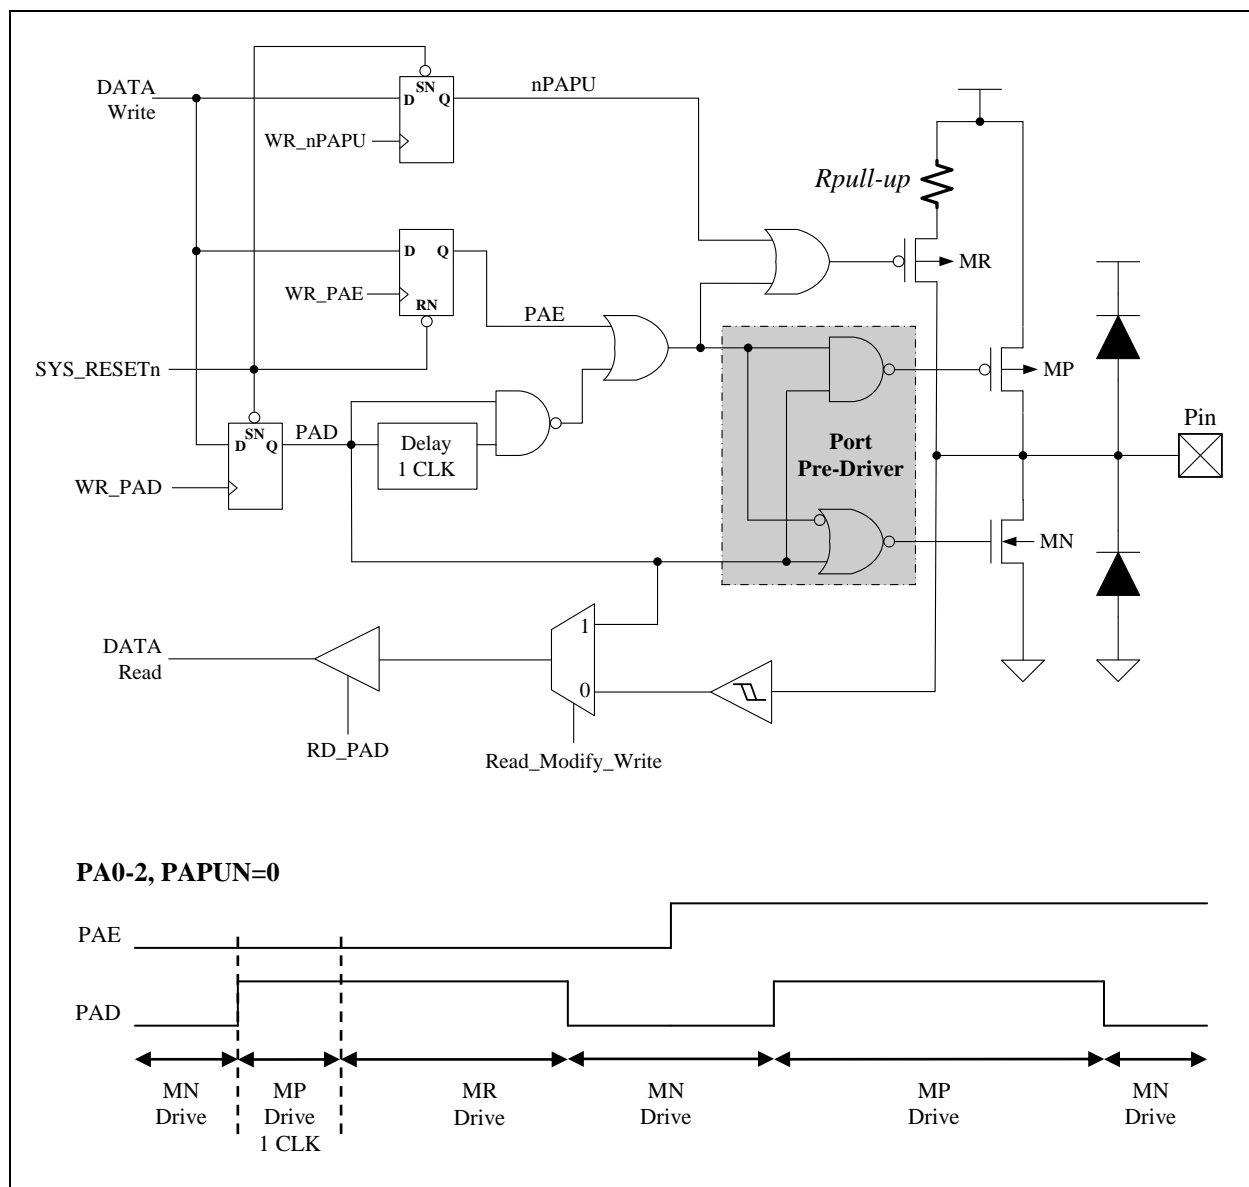 SN
DATA
Write
D
Q
nPAPU
WR_nPAPU
Rpull-up
D
Q
MR
WR_PAE
RN
PAE
SYS_RESETn
MP
SN
D
Q
PAD
Delay
1 CLK
Port
Pre-Driver
Pin
WR_PAD
MN
1
DATA
Read
0
RD_PAD
Read_Modify_Write
PA0-2, PAPUN=0
PAE
PAD
MN
Drive
MP
Drive
1 CLK
MR
Drive
MN
Drive
MP
Drive
MN
Drive